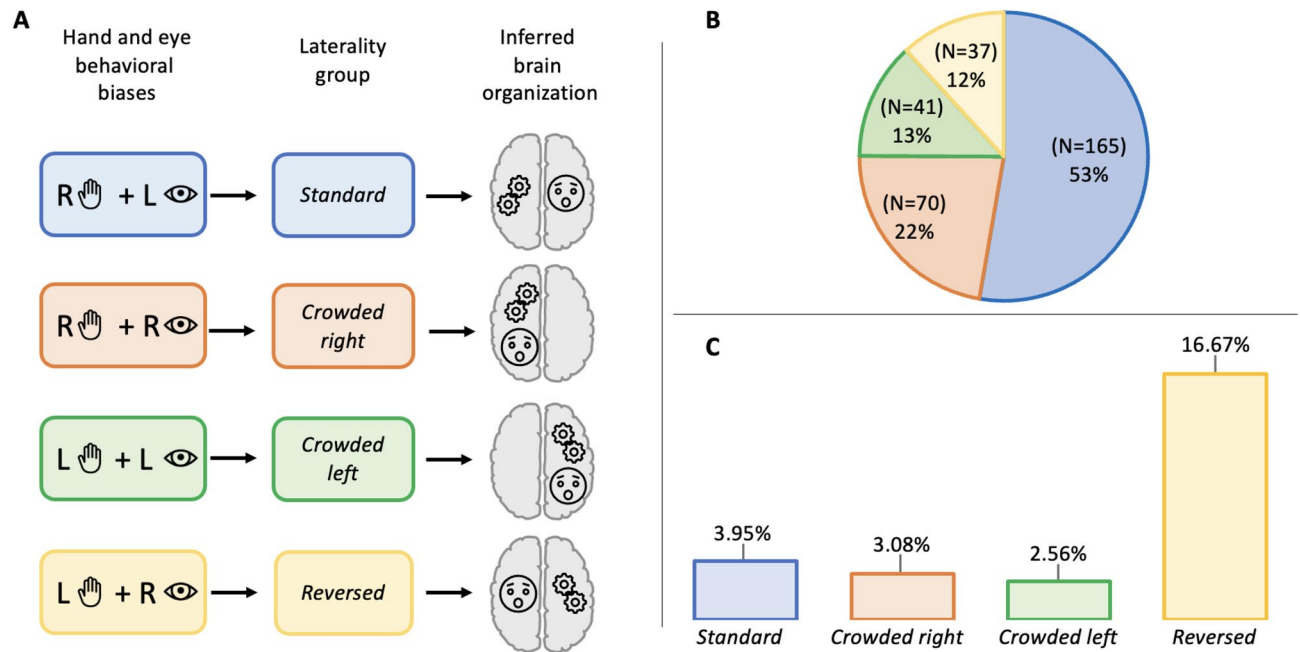 A
Hand and eye
behavioral
biases
Laterality
group
Inferred
brain
organization
R + L
Standard
R + R
Crowded
right
L + L
Crowded
left
L + R
Reversed
B
(N=37)
12%
(N=41)
13%
(N=165)
53%
(N=70)
22%
C
16.67%
3.95%
3.08%
2.56%
Standard
Crowded right
Crowded left
Reversed